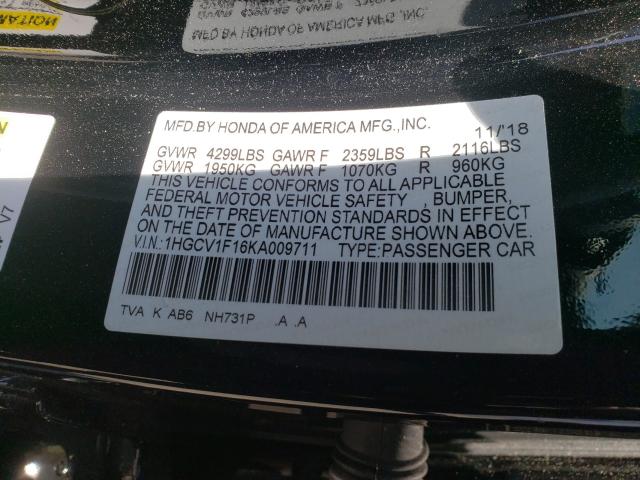 MFD.BY HONDA OF AMERICA MFG.,INC. 11/'18
GVWR 4299LBS GAWR F 2359LBS R 2116LBS
GVWR 1950KG GAWR F 1070KG R 960KG
THIS VEHICLE CONFORMS TO ALL APPLICABLE
FEDERAL MOTOR VEHICLE SAFETY , BUMPER,
AND THEFT PREVENTION STANDARDS IN EFFECT
ON THE DATE OF MANUFACTURE SHOWN ABOVE.
V.I.N.:1HGCV1F16KA009711 TYPE:PASSENGER CAR
TVA K AB6 NH731P .A .A
V7